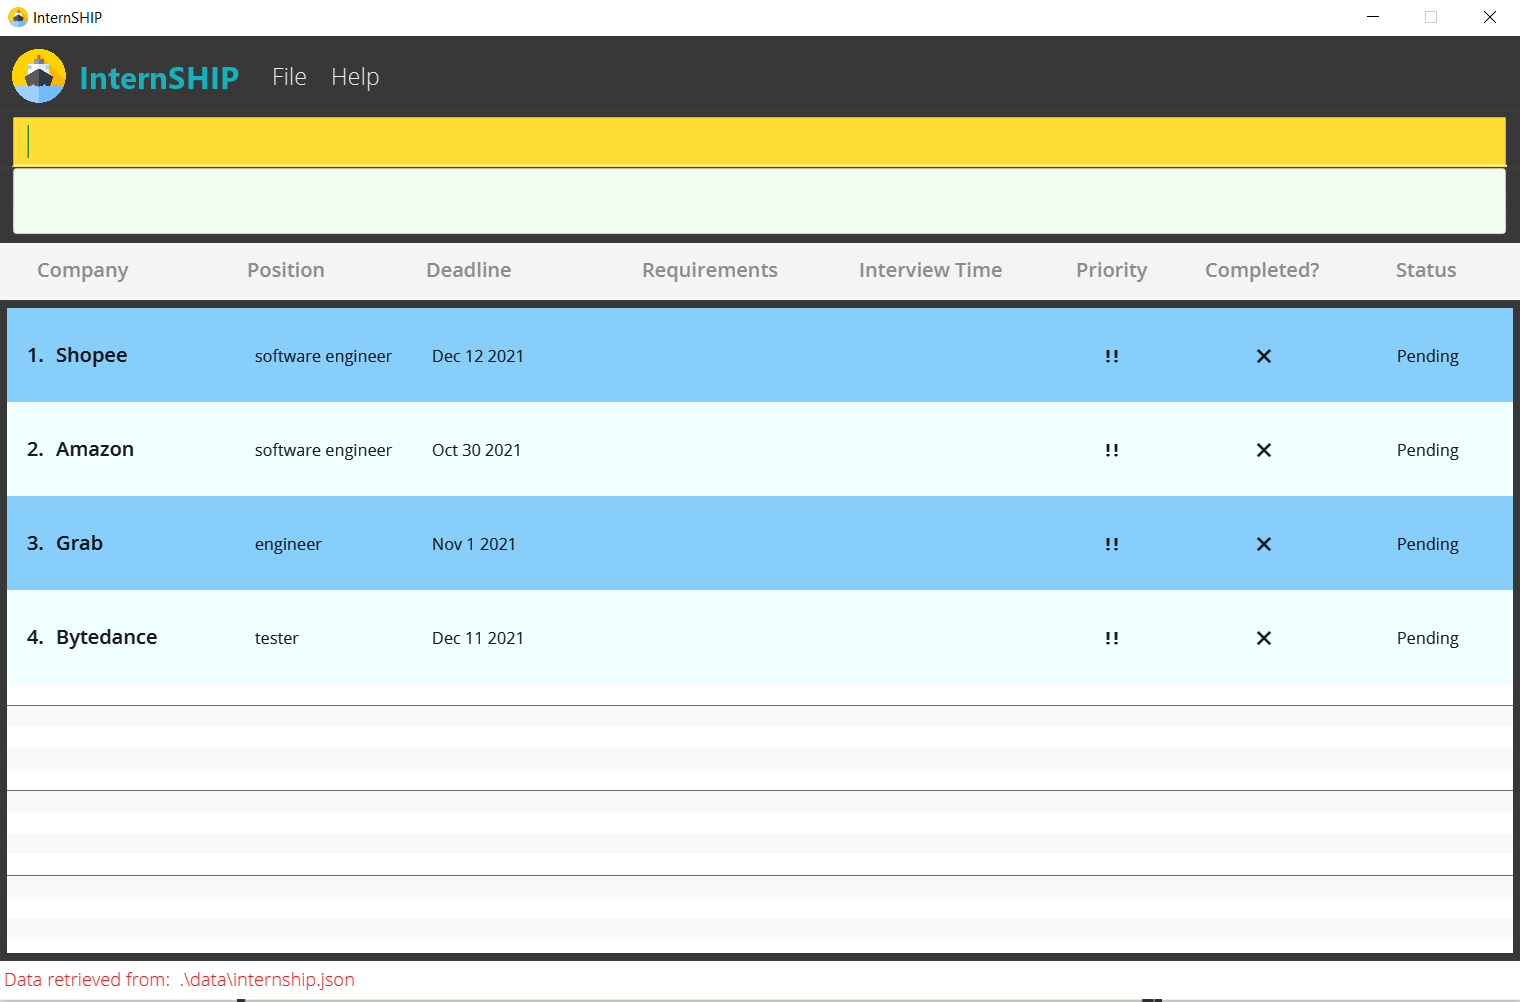 InternSHIP
InternSHIP File Help
Company Position Deadline Requirements Interview Time Priority Completed? Status
1. Shopee software engineer Dec 12 2021 !! ✕ Pending
2. Amazon software engineer Oct 30 2021 !! ✕ Pending
3. Grab engineer Nov 1 2021 !! ✕ Pending
4. Bytedance tester Dec 11 2021 !! ✕ Pending
Data retrieved from: .\data\internship.json